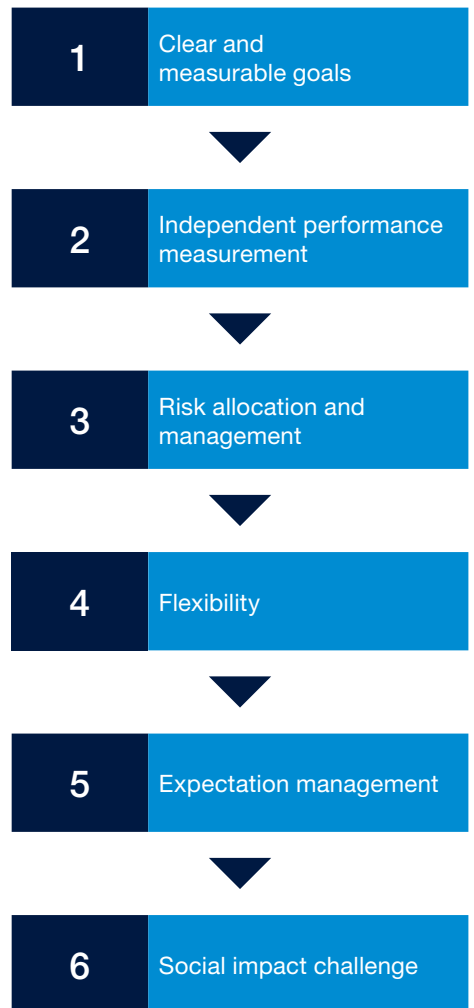 1
Clear and
measurable goals
2
Independent performance
measurement
3
Risk allocation and
management
4
Flexibility
5
Expectation management
6
Social impact challenge